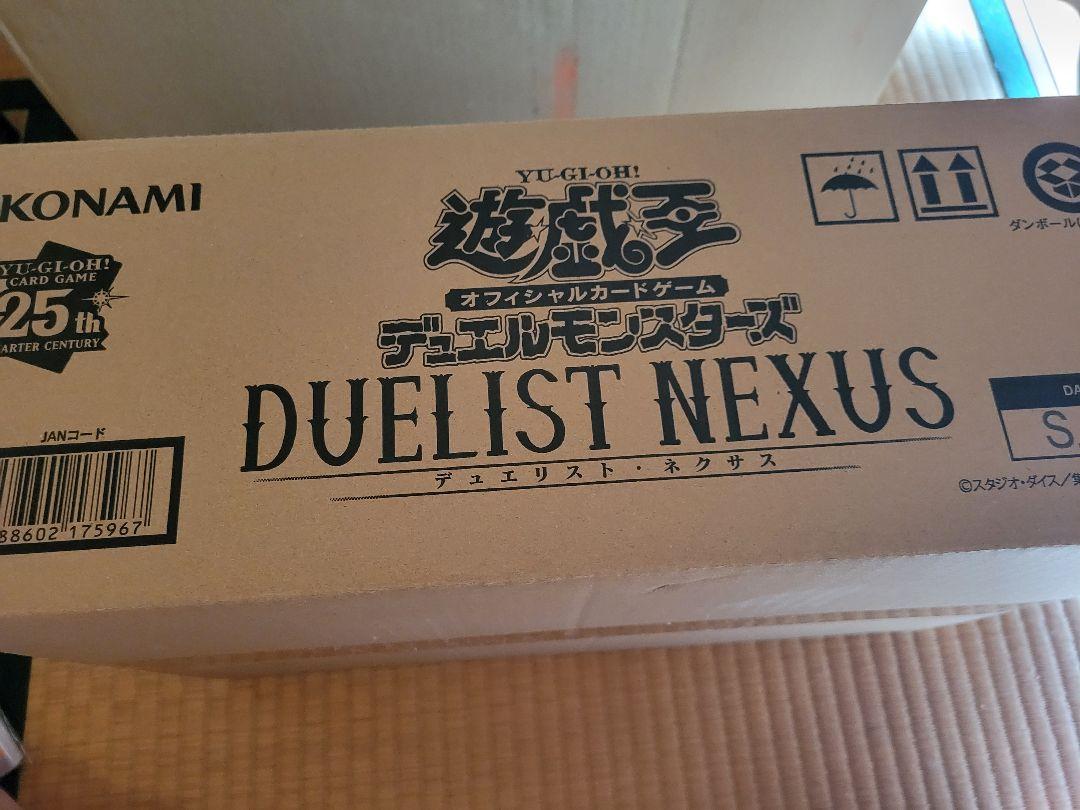 KONAMI
YU-GI-OH!
CARD GAME
25th
ARTER CENTURY
YU-GI-OH!
遊☆戯☆王
オフィシャルカードゲーム
デュエルモンスターズ
DUELIST NEXUS
デュエリスト・ネクサス
JANコード
88602 175967
ダンボール
DA
S
©スタジオ・ダイス/集